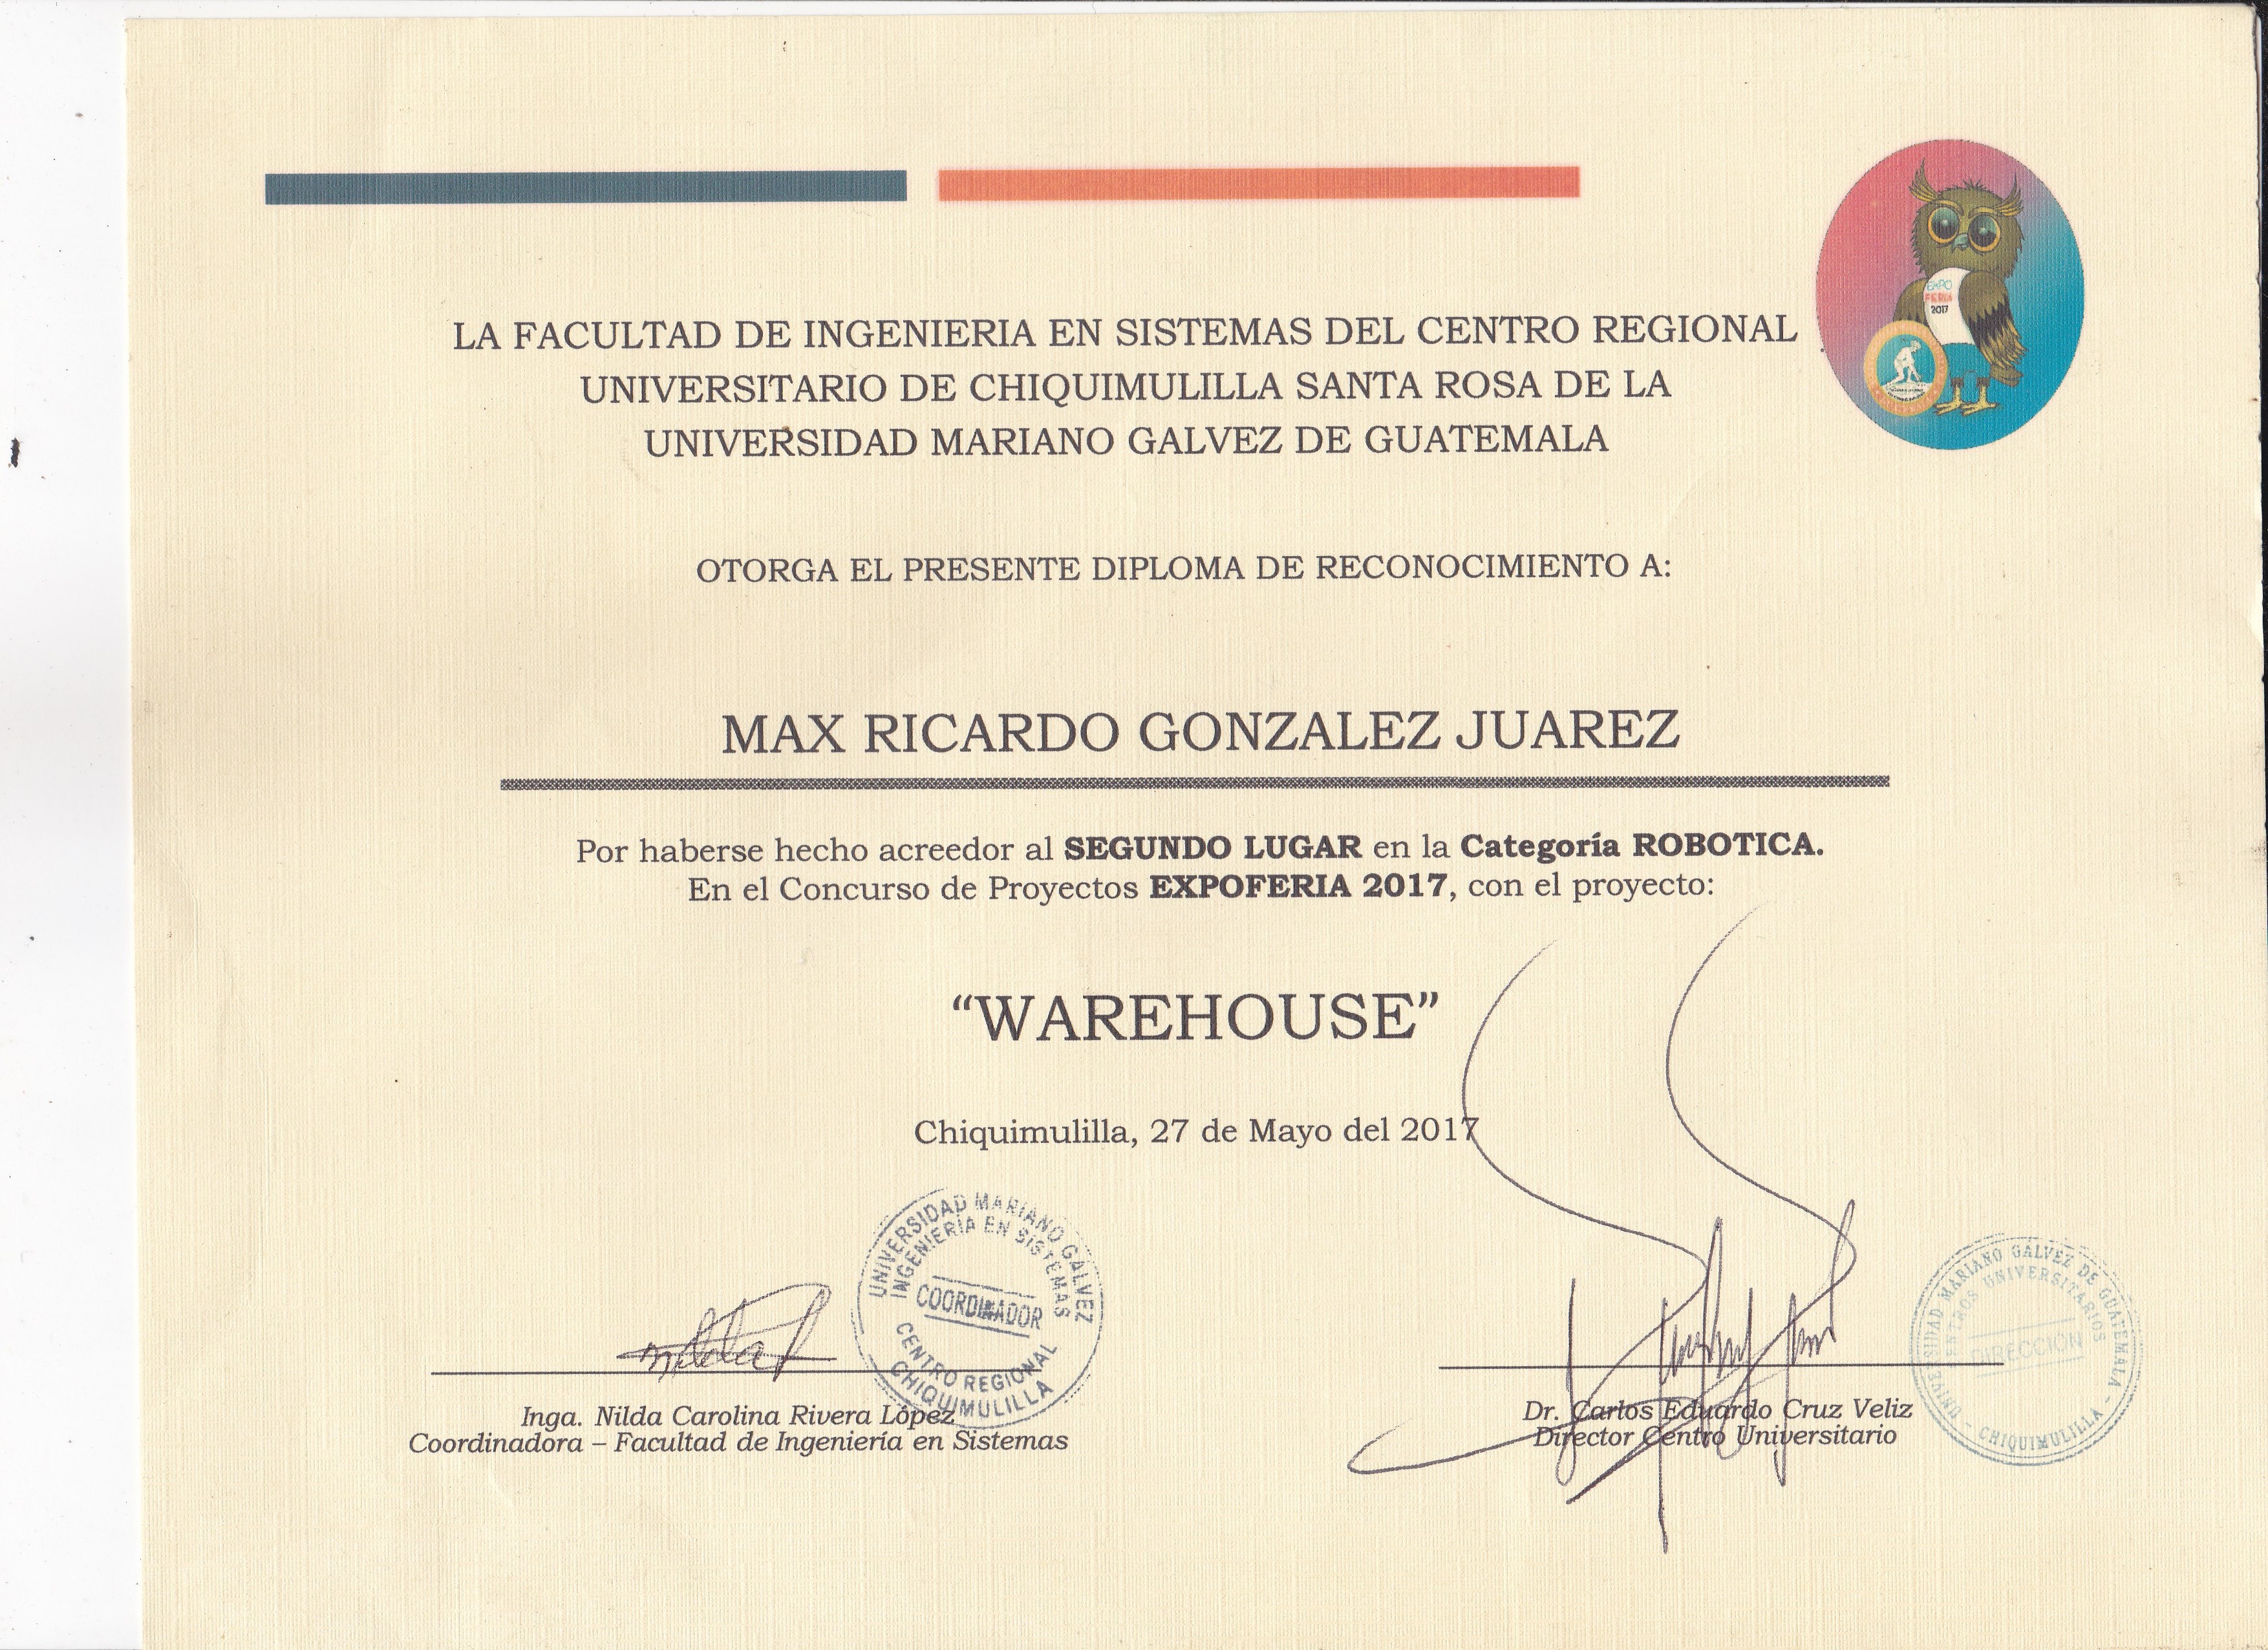 EXPO
FERIA
2017
LA FACULTAD DE INGENIERIA EN SISTEMAS DEL CENTRO REGIONAL
UNIVERSITARIO DE CHIQUIMULILLA SANTA ROSA DE LA
UNIVERSIDAD MARIANO GALVEZ DE GUATEMALA
OTORGA EL PRESENTE DIPLOMA DE RECONOCIMIENTO A:
MAX RICARDO GONZALEZ JUAREZ
Por haberse hecho acreedor al SEGUNDO LUGAR en la Categoría ROBOTICA.
En el Concurso de Proyectos EXPOFERIA 2017, con el proyecto:
“WAREHOUSE”
Chiquimulilla, 27 de Mayo del 2017
UNIVERSIDAD MARIANO GALVEZ
INGENIERÍA EN SISTEMAS
COORDINADOR
CENTRO REGIONAL
CHIQUIMULILLA
Inga. Nilda Carolina Rivera López
Coordinadora – Facultad de Ingeniería en Sistemas
UNIVERSIDAD MARIANO GALVEZ DE GUATEMALA
CENTROS UNIVERSITARIOS
DIRECCIÓN
- CHIQUIMULILLA -
Dr. Carlos Eduardo Cruz Veliz
Director Centro Universitario